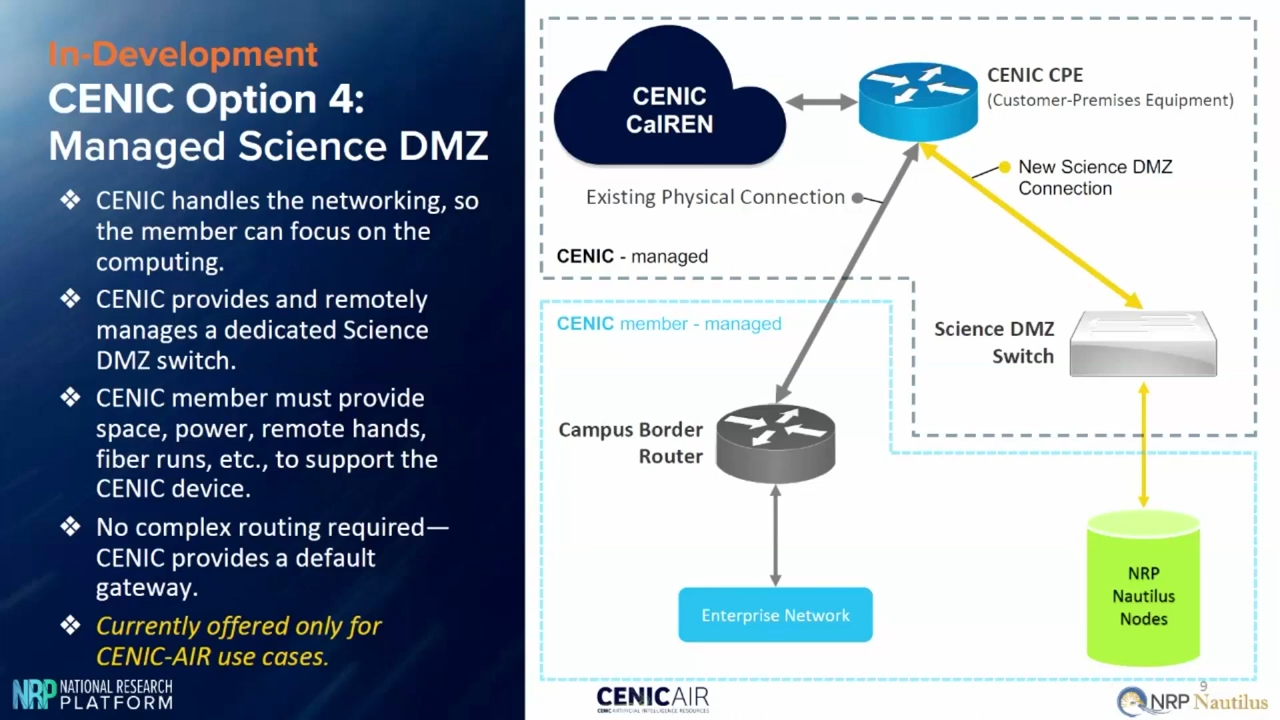 In-Development
CENIC Option 4:
Managed Science DMZ
❖ CENIC handles the networking, so
the member can focus on the
computing.
❖ CENIC provides and remotely
manages a dedicated Science
DMZ switch.
❖ CENIC member must provide
space, power, remote hands,
fiber runs, etc., to support the
CENIC device.
❖ No complex routing required—
CENIC provides a default
gateway.
❖ Currently offered only for
CENIC-AIR use cases.
NRP NATIONAL RESEARCH
PLATFORM
CENIC
CalREN
CENIC CPE
(Customer-Premises Equipment)
New Science DMZ
Connection
Existing Physical Connection
CENIC - managed
CENIC member - managed
Science DMZ
Switch
Campus Border
Router
Enterprise Network
NRP
Nautilus
Nodes
CENICAIR
CENIC ARTIFICIAL INTELLIGENCE RESOURCES
9
NRP Nautilus